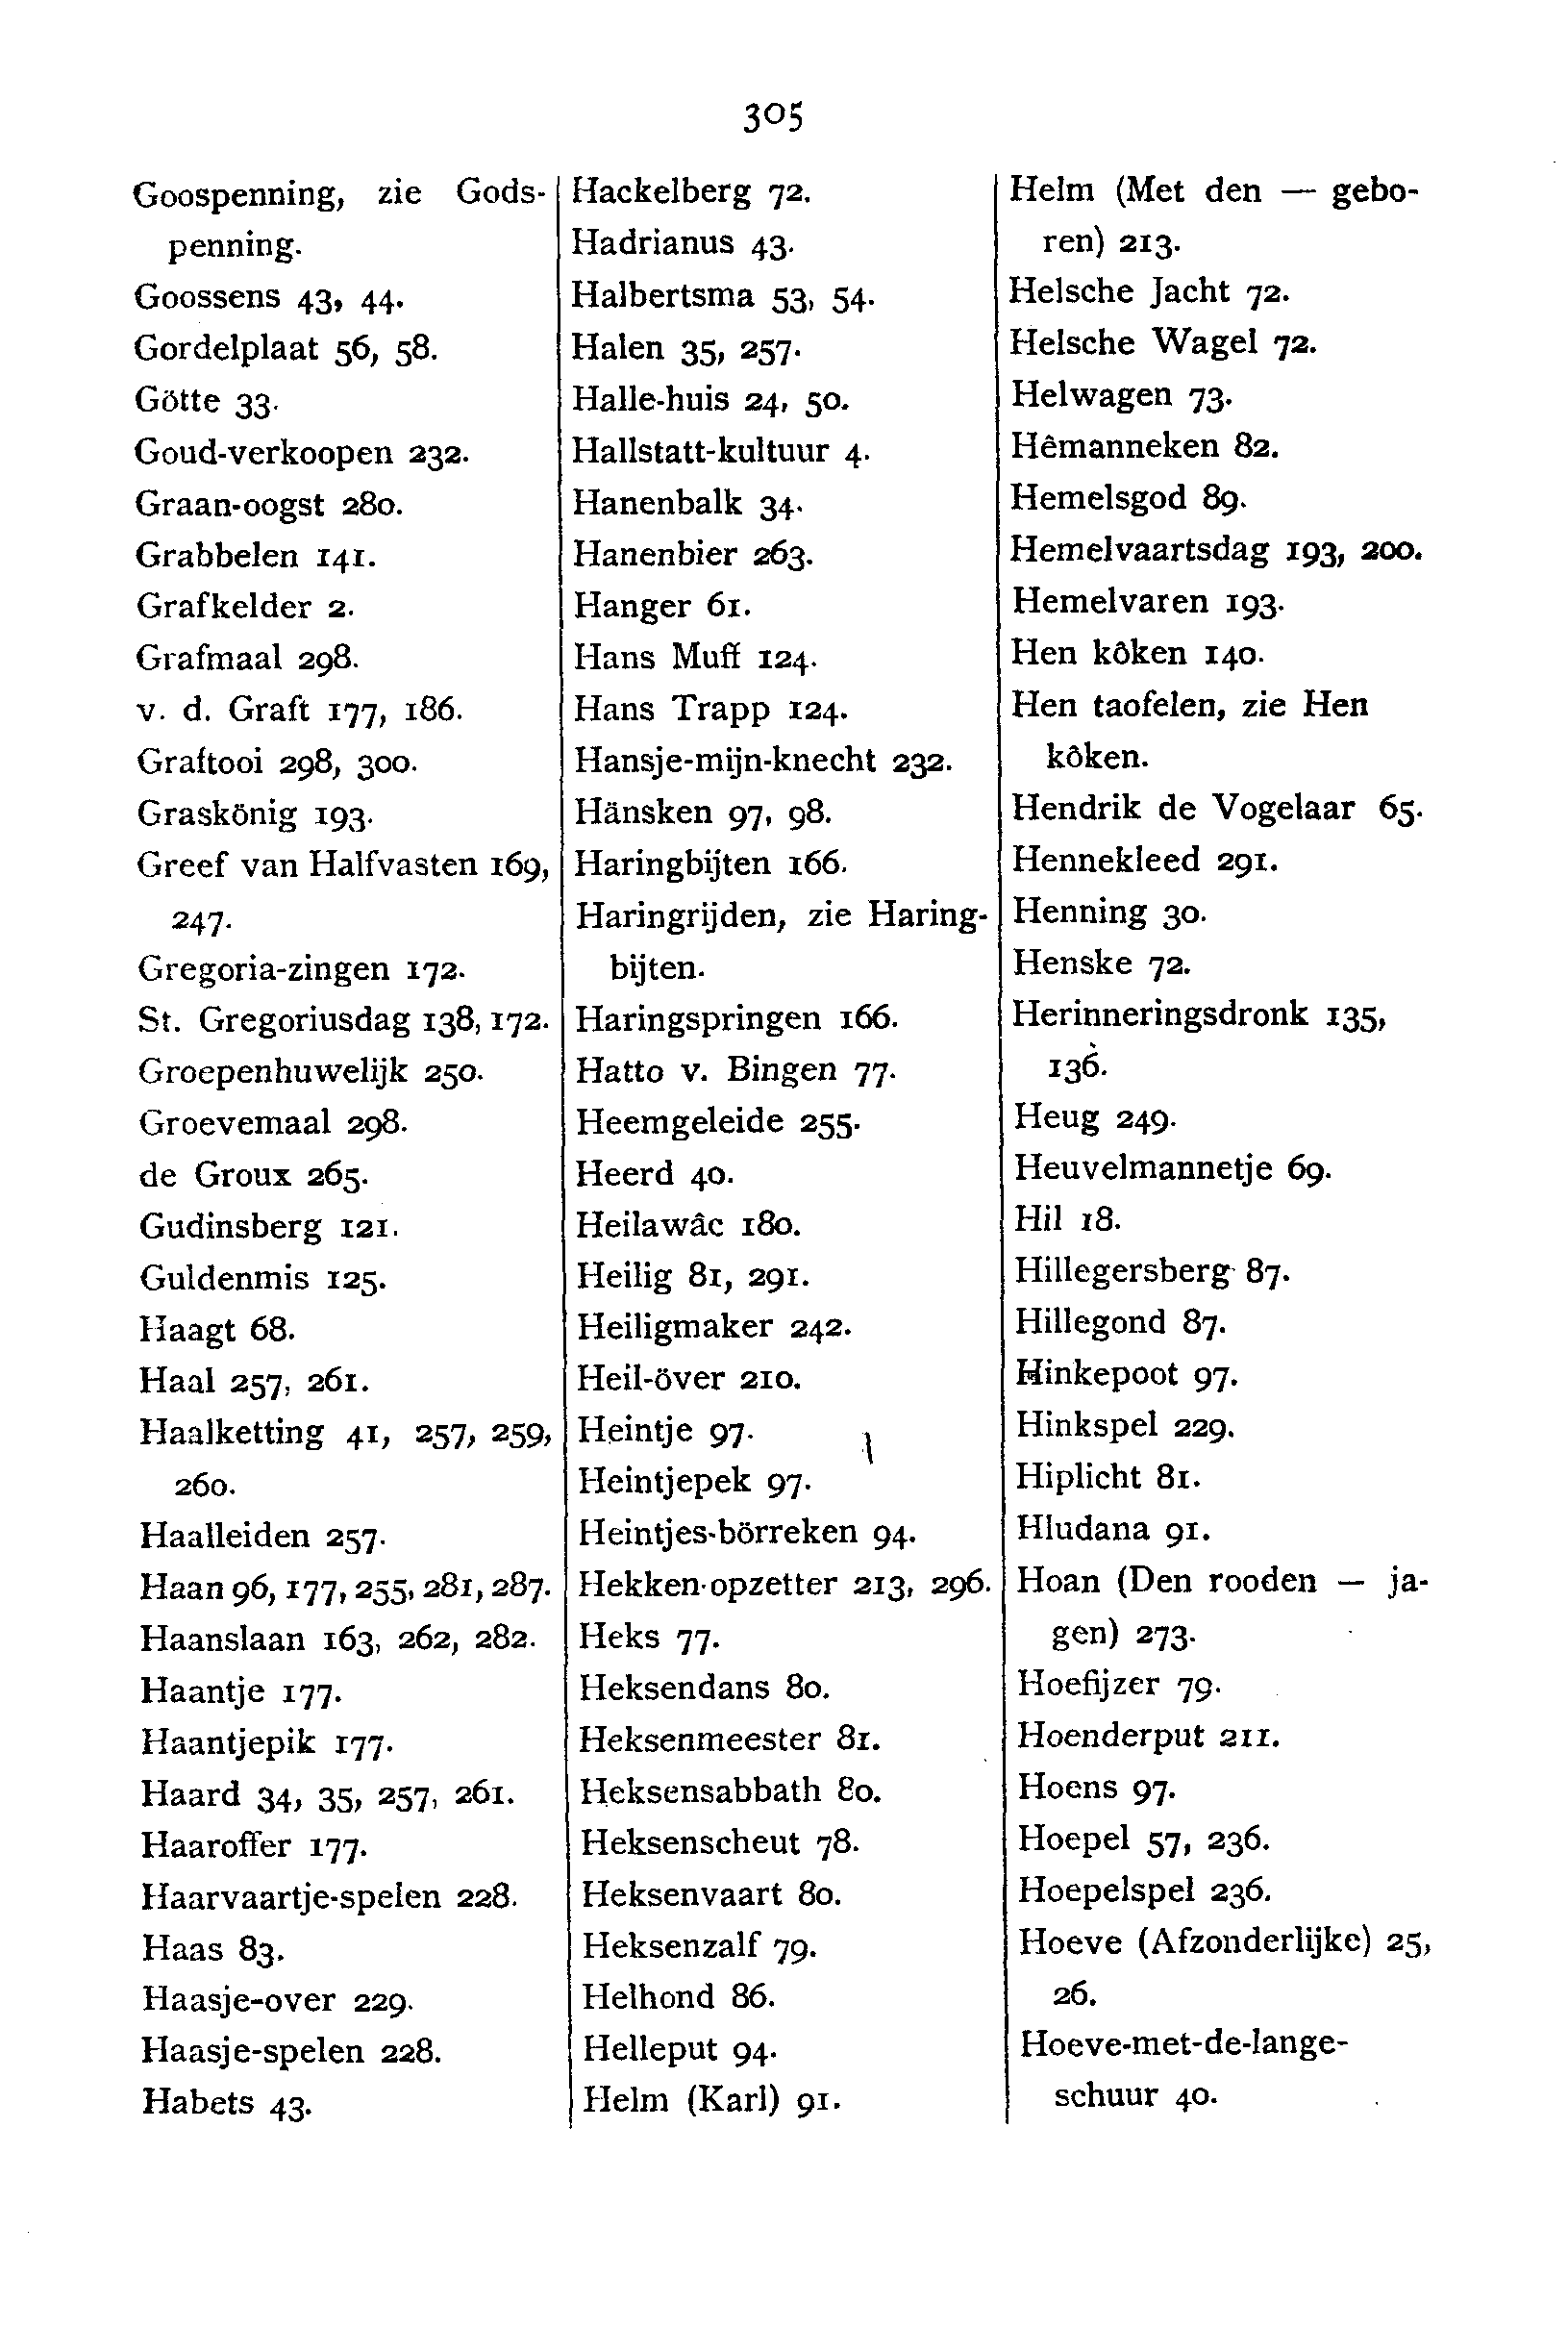 305
Goospenning, zie Gods-
penning.
Goossens 43, 44.
Gordelplaat 56, 58.
Götte 33.
Goud-verkoopen 232.
Graan-oogst 280.
Grabbelen 141.
Grafkelder 2.
Grafmaal 298.
v. d. Graft 177, 186.
Graftooi 298, 300.
Graskönig 193.
Greef van Halfvasten 169,
247.
Gregoria-zingen 172.
St. Gregoriusdag 138, 172.
Groepenhuwelijk 250.
Groevemaal 298.
de Groux 265.
Gudinsberg 121.
Guldenmis 125.
Haagt 68.
Haal 257, 261.
Haalketting 41, 257, 259,
260.
Haalleiden 257.
Haan 96, 177, 255, 281, 287.
Haanslaan 163, 262, 282.
Haantje 177.
Haantjepik 177.
Haard 34, 35, 257, 261.
Haaroffer 177.
Haarvaartje-spelen 228.
Haas 83.
Haasje-over 229.
Haasje-spelen 228.
Habets 43.
Hackelberg 72.
Hadrianus 43.
Halbertsma 53, 54.
Halen 35, 257.
Halle-huis 24, 50.
Hallstatt-kultuur 4.
Hanenbalk 34.
Hanenbier 263.
Hanger 61.
Hans Muff 124.
Hans Trapp 124.
Hansje-mijn-knecht 232.
Hänsken 97, 98.
Haringbijten 166.
Haringrijden, zie Haring-
bijten.
Haringspringen 166.
Hatto v. Bingen 77.
Heemgeleide 255.
Heerd 40.
Heilawâc 180.
Heilig 81, 291.
Heiligmaker 242.
Heil-över 210.
Heintje 97.
Heintjepek 97.
Heintjes-börreken 94.
Hekken-opzetter 213, 296.
Heks 77.
Heksendans 80.
Heksenmeester 81.
Heksensabbath 80.
Heksenscheut 78.
Heksenvaart 80.
Heksenzalf 79.
Helhond 86.
Helleput 94.
Helm (Karl) 91.
Helm (Met den — gebo-
ren) 213.
Helsche Jacht 72.
Helsche Wagel 72.
Helwagen 73.
Hêmanneken 82.
Hemelsgod 89.
Hemelvaartsdag 193, 200.
Hemelvaren 193.
Hen kôken 140.
Hen taofelen, zie Hen
kôken.
Hendrik de Vogelaar 65.
Hennekleed 291.
Henning 30.
Henske 72.
Herinneringsdronk 135,
136.
Heug 249.
Heuvelmannetje 69.
Hil 18.
Hillegersberg 87.
Hillegond 87.
Hinkepoot 97.
Hinkspel 229.
Hiplicht 81.
Hludana 91.
Hoan (Den rooden — ja-
gen) 273.
Hoefijzer 79.
Hoenderput 211.
Hoens 97.
Hoepel 57, 236.
Hoepelspel 236.
Hoeve (Afzonderlijke) 25,
26.
Hoeve-met-de-lange-
schuur 40.